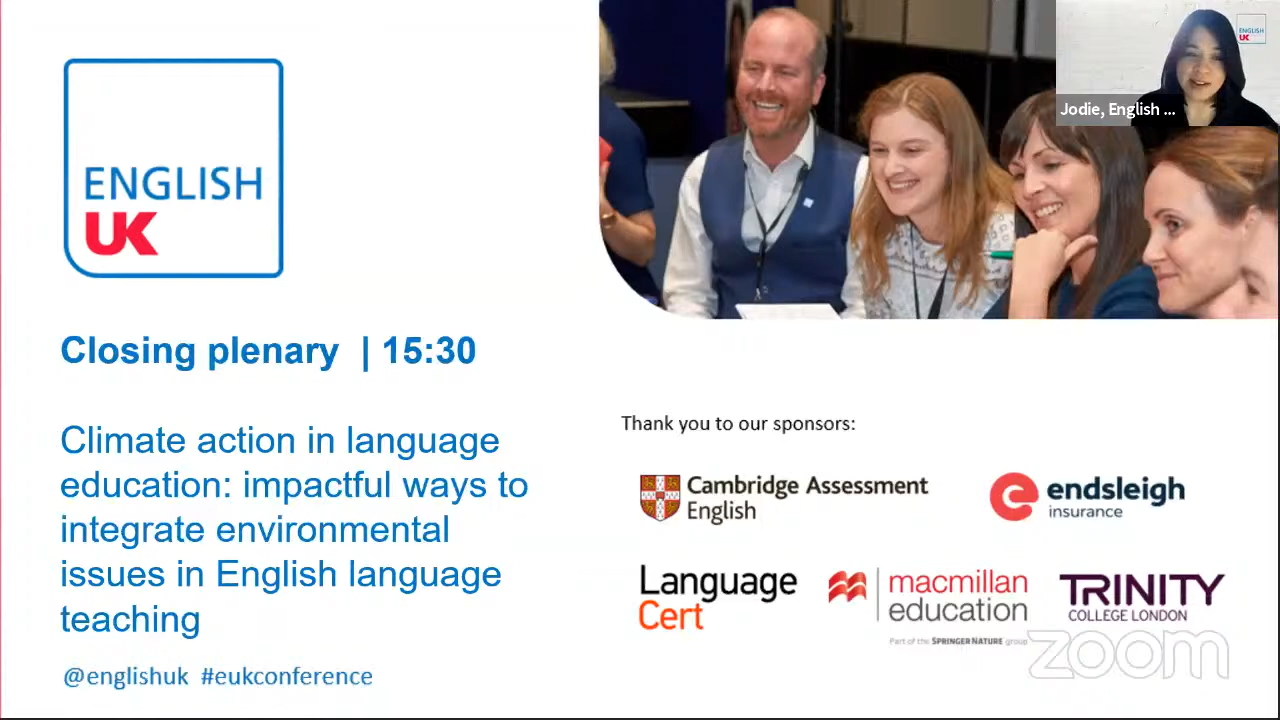 ENGLISH
UK
Jodie, English ...
ENGLISH
UK
Closing plenary | 15:30
Climate action in language
education: impactful ways to
integrate environmental
issues in English language
teaching
@englishuk #eukconference
Thank you to our sponsors:
Cambridge Assessment
English
endsleigh
insurance
Language
Cert
macmillan
education
Part of the SPRINGER NATURE group
TRINITY
COLLEGE LONDON
zoom